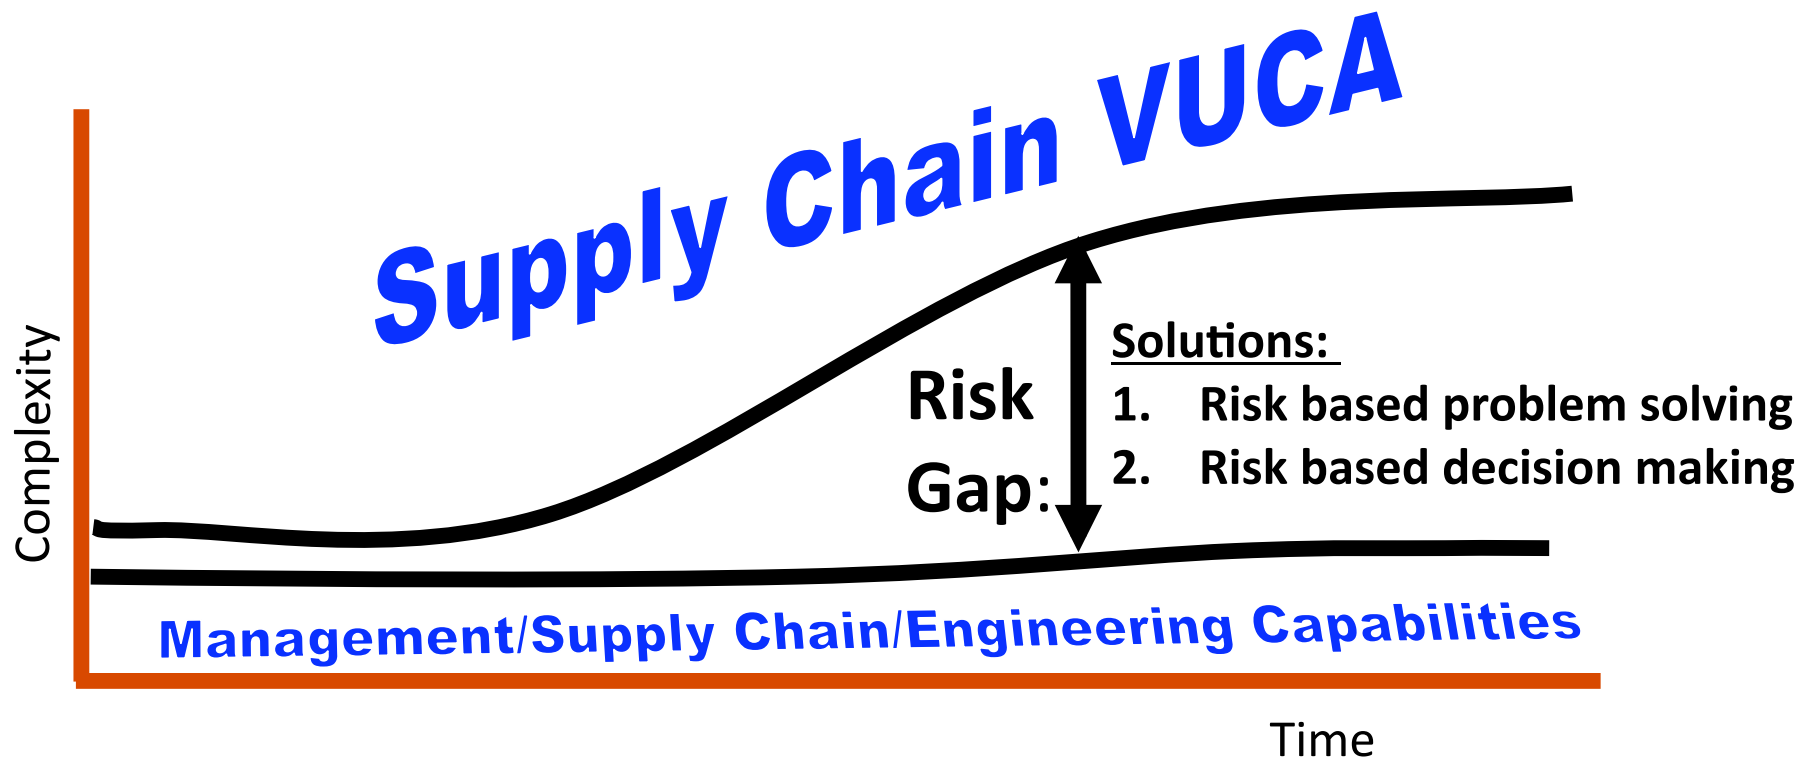 Supply Chain VUCA
Complexity
Risk
Gap:
Solutions:
1. Risk based problem solving
2. Risk based decision making
Management/Supply Chain/Engineering Capabilities
Time